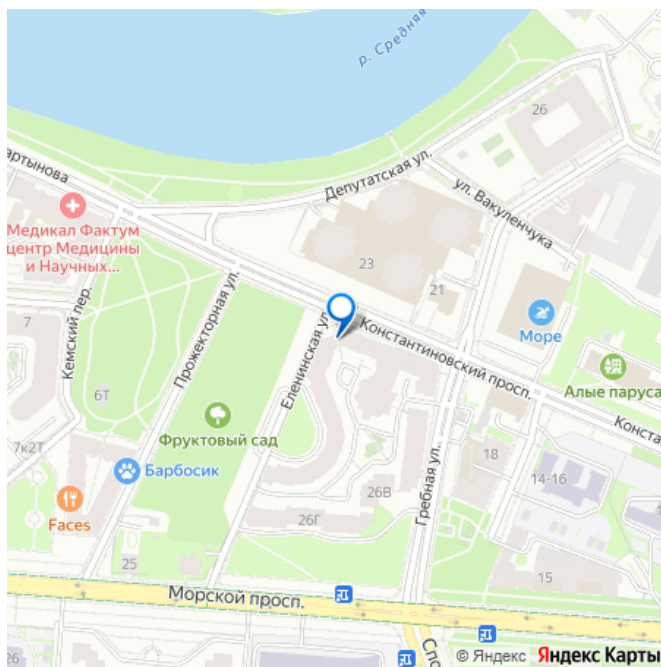 р. Средняя
26
Депутатская ул.
ул. Вакуленчука
артынова
Медикал Фактум
центр Медицины
и Научных...
23
21
Море
Прожекторная ул.
Кемский пер.
7
Еленинская ул.
Константиновский просп.
Алые паруса
6Т
Фруктовый сад
Конста
7к2Т
Барбосик
Гребная ул.
18
14-16
26В
Faces
26Г
25
15
Морской просп.
26
Спо
© Яндекс Яндекс Карты